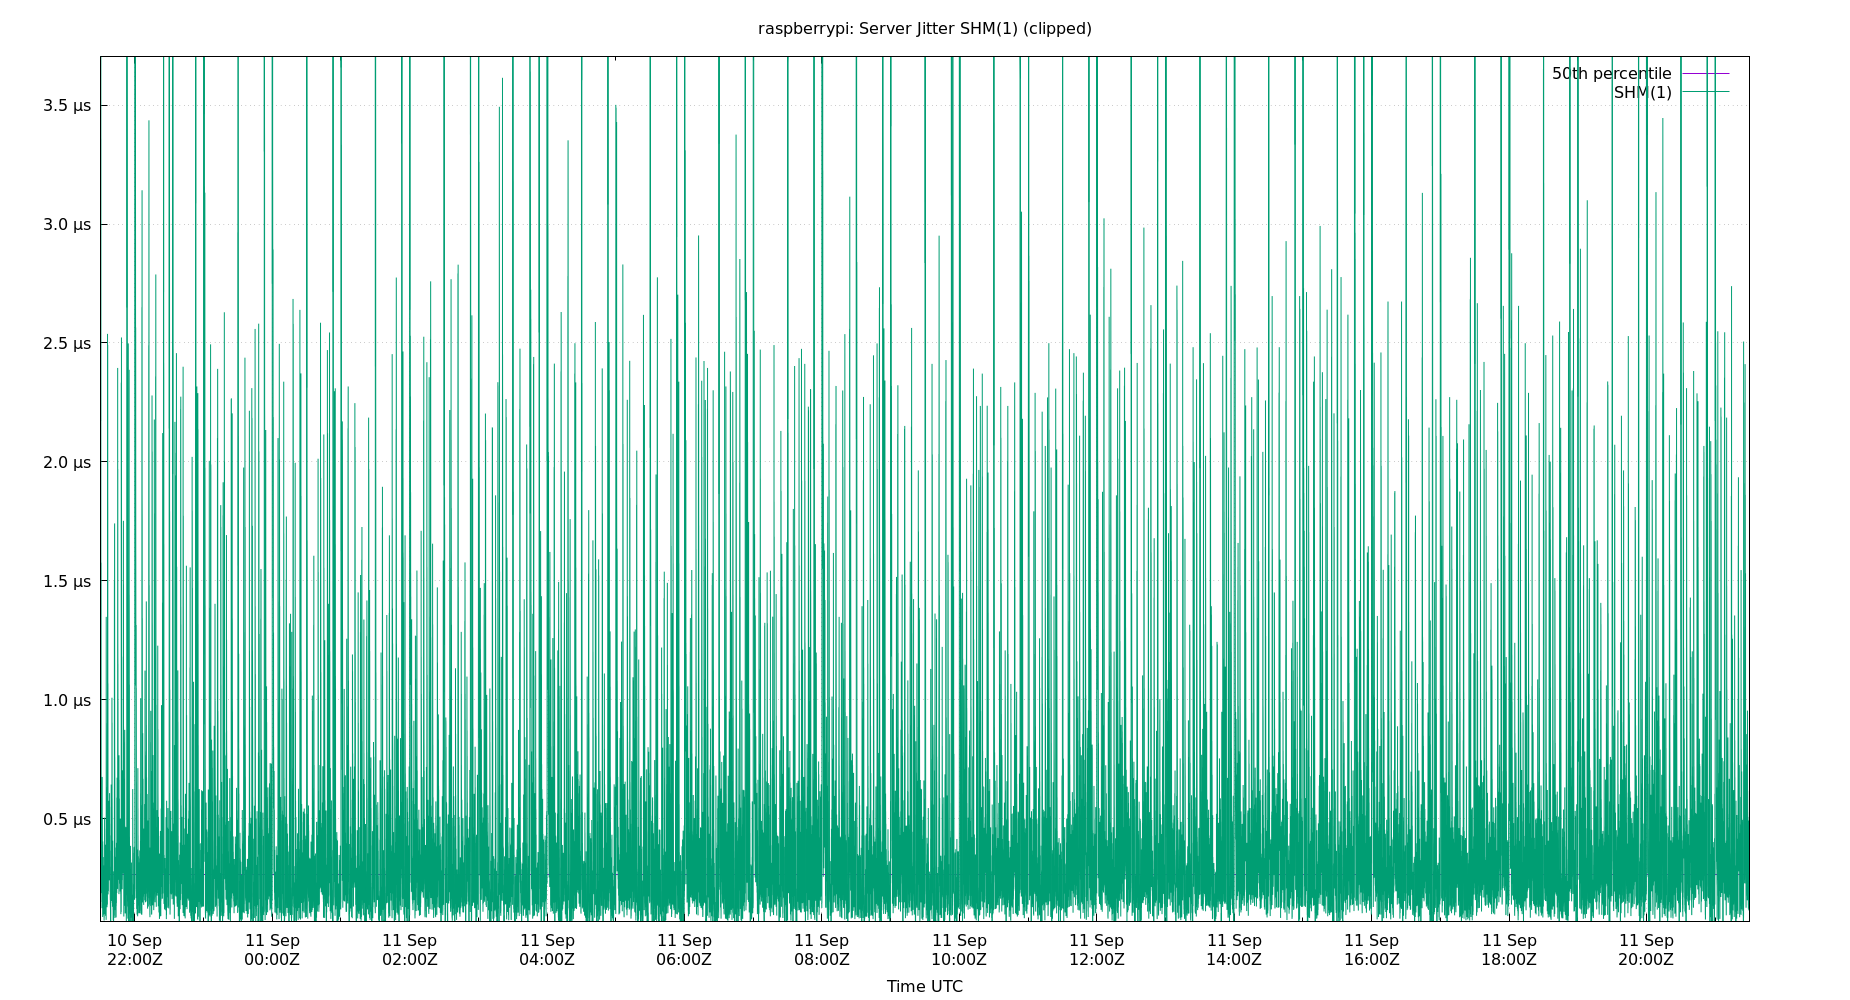 raspberrypi: Server Jitter SHM(1) (clipped)
50th percentile
SHM(1)
3.5 µs
3.0 µs
2.5 µs
2.0 µs
1.5 µs
1.0 µs
0.5 µs
10 Sep 11 Sep 11 Sep 11 Sep 11 Sep 11 Sep 11 Sep 11 Sep 11 Sep 11 Sep 11 Sep 11 Sep
22:00Z 00:00Z 02:00Z 04:00Z 06:00Z 08:00Z 10:00Z 12:00Z 14:00Z 16:00Z 18:00Z 20:00Z
Time UTC